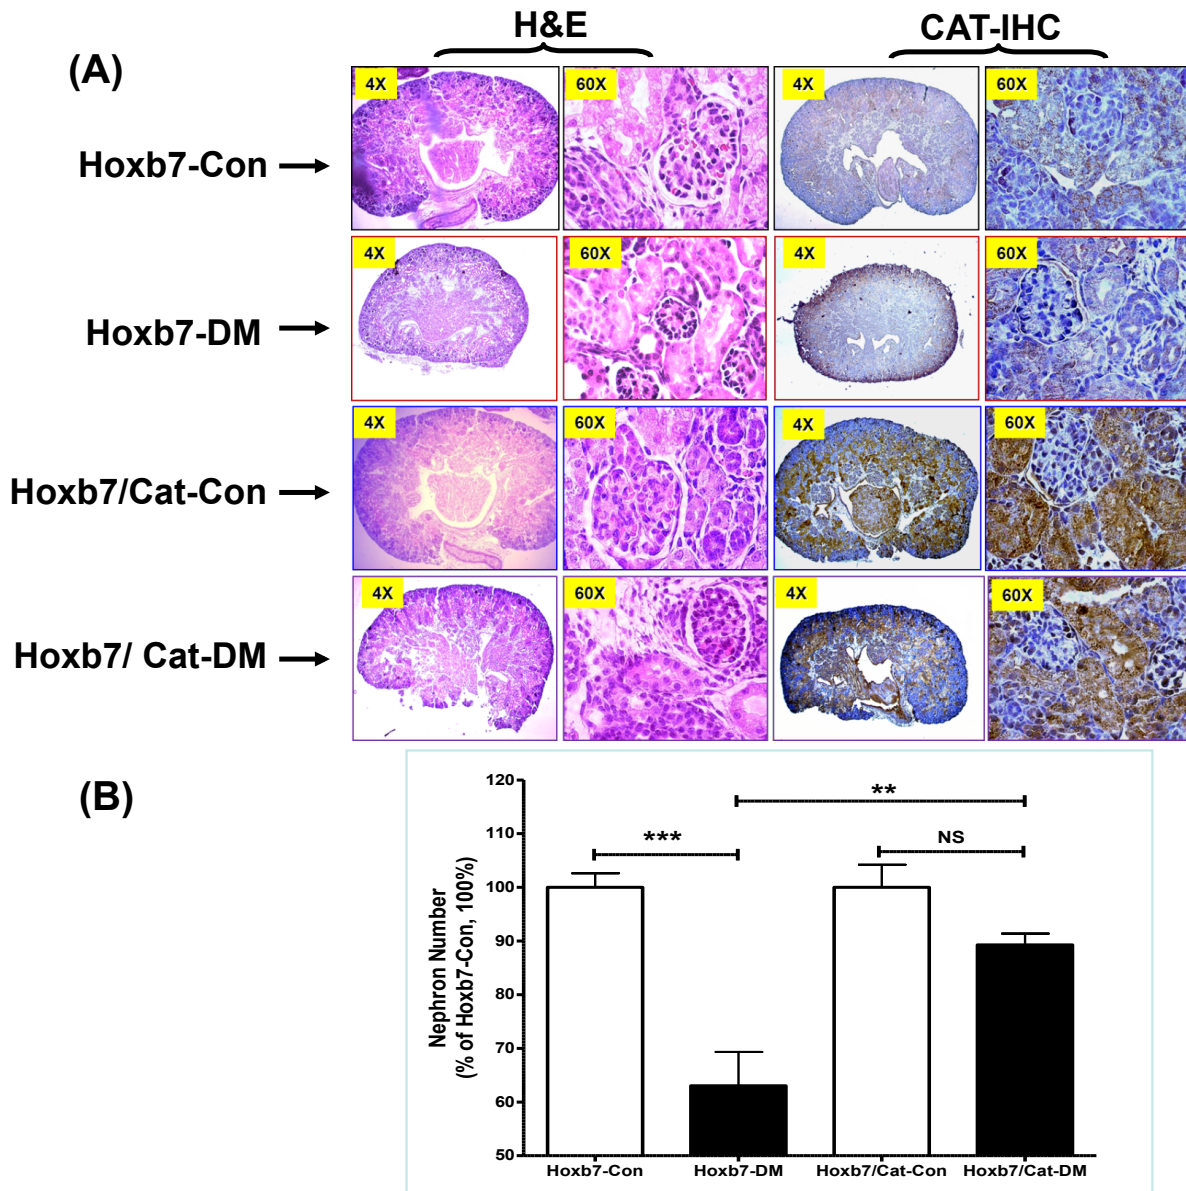 H&E
CAT-IHC
(A)
4X
60X
4X
60X
Hoxb7-Con
4X
60X
4X
60X
Hoxb7-DM
4X
60X
4X
60X
Hoxb7/Cat-Con
4X
60X
4X
60X
Hoxb7/ Cat-DM
(B)
Nephron Number
(% of Hoxb7-Con, 100%)
120
110
100
90
80
70
60
50
***
**
NS
Hoxb7-Con
Hoxb7-DM
Hoxb7/Cat-Con
Hoxb7/Cat-DM